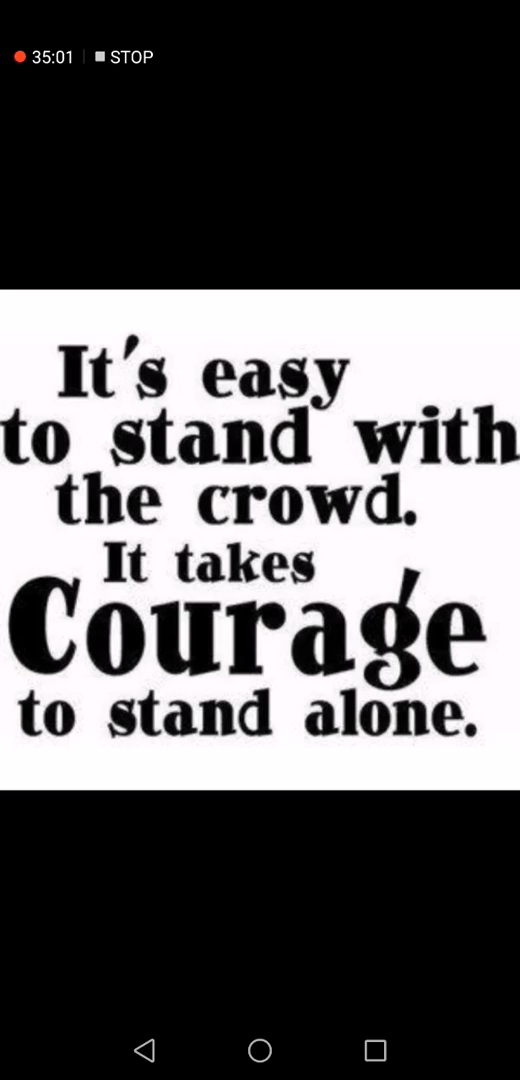 35:01 STOP
It's easy
to stand with
the crowd.
It takes
Courage
to stand alone.